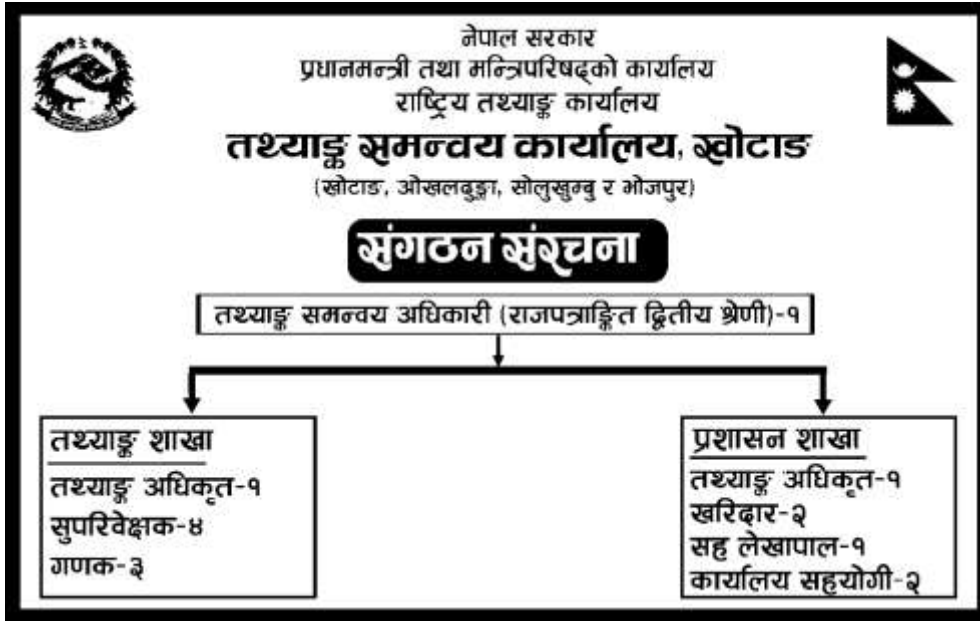 नेपाल सरकार
प्रधानमन्त्री तथा मन्त्रिपरिषद्को कार्यालय
राष्ट्रिय तथ्याङ्क कार्यालय
तथ्याङ्क समन्वय कार्यालय, खोटाङ
(खोटाङ, ओखलढुङ्गा, सोलुखुम्बु र भोजपुर)
संगठन संरचना
तथ्याङ्क समन्वय अधिकारी (राजपत्राङ्कित द्वितीय श्रेणी)-१
तथ्याङ्क शाखा
तथ्याङ्क अधिकृत-१
सुपरिवेक्षक-४
गणक-३
प्रशासन शाखा
तथ्याङ्क अधिकृत-१
खरिदार-२
सह लेखापाल-१
कार्यालय सहयोगी-२